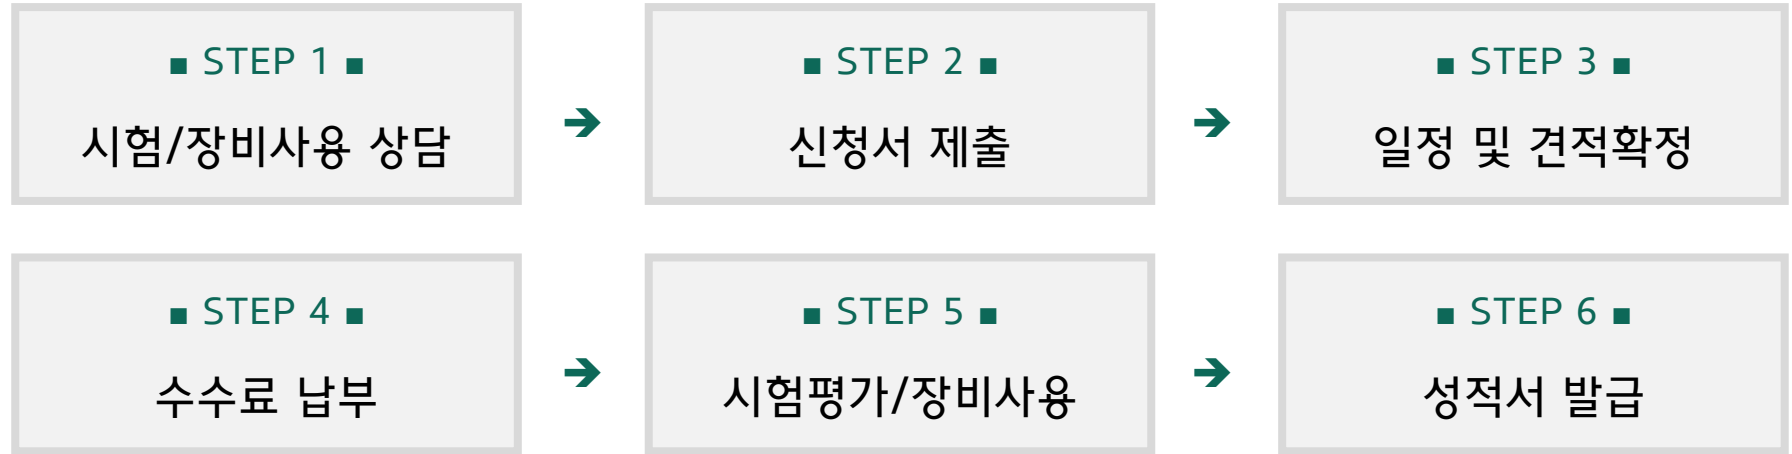 ■ STEP 1 ■
시험/장비사용 상담
➔
■ STEP 2 ■
신청서 제출
➔
■ STEP 3 ■
일정 및 견적확정
■ STEP 4 ■
수수료 납부
➔
■ STEP 5 ■
시험평가/장비사용
➔
■ STEP 6 ■
성적서 발급